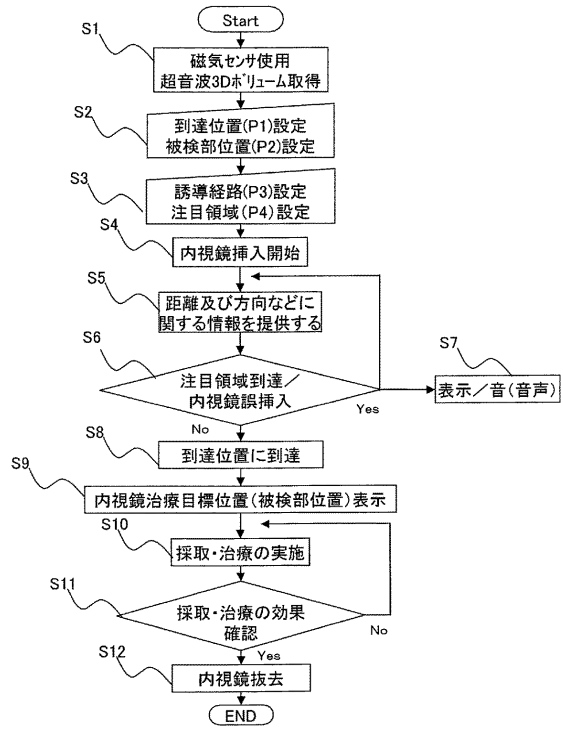 Start
S1
磁気センサ使用
超音波3Dボリューム取得
S2
到達位置(P1)設定
被検部位置(P2)設定
S3
誘導経路(P3)設定
注目領域(P4)設定
S4
内視鏡挿入開始
S5
距離及び方向などに
関する情報を提供する
S6
注目領域到達／
内視鏡誤挿入
Yes
S7
表示／音(音声)
No
S8
到達位置に到達
S9
内視鏡治療目標位置(被検部位置)表示
S10
採取・治療の実施
S11
採取・治療の効果
確認
No
Yes
S12
内視鏡抜去
END